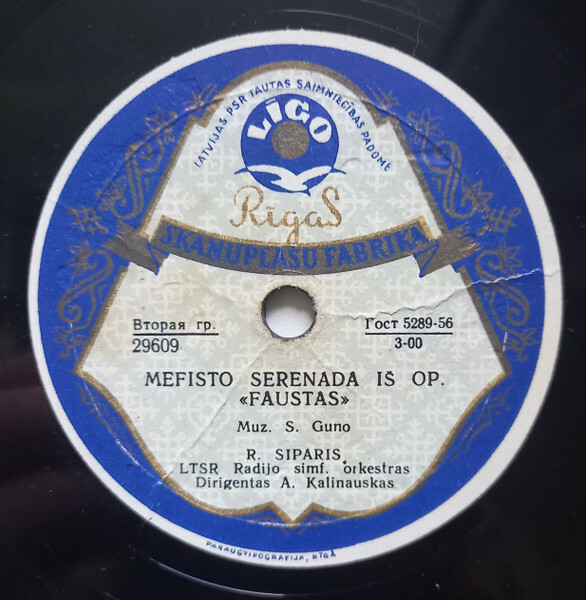 LATVIJAS PSR TAUTAS SAIMNIECĪBAS PADOME
LĪGO
Rīgas
SKAŅUPLAŠU FABRIKA
Вторая гр.
29609
Гост 5289-56
3-00
MEFISTO SERENADA IŠ OP.
«FAUSTAS»
Muz. S. Guno
R. SIPARIS
LTSR Radijo simf. orkestras
Dirigentas A. Kalinauskas
PARAUGTIPOGRAFIJA, RĪGĀ